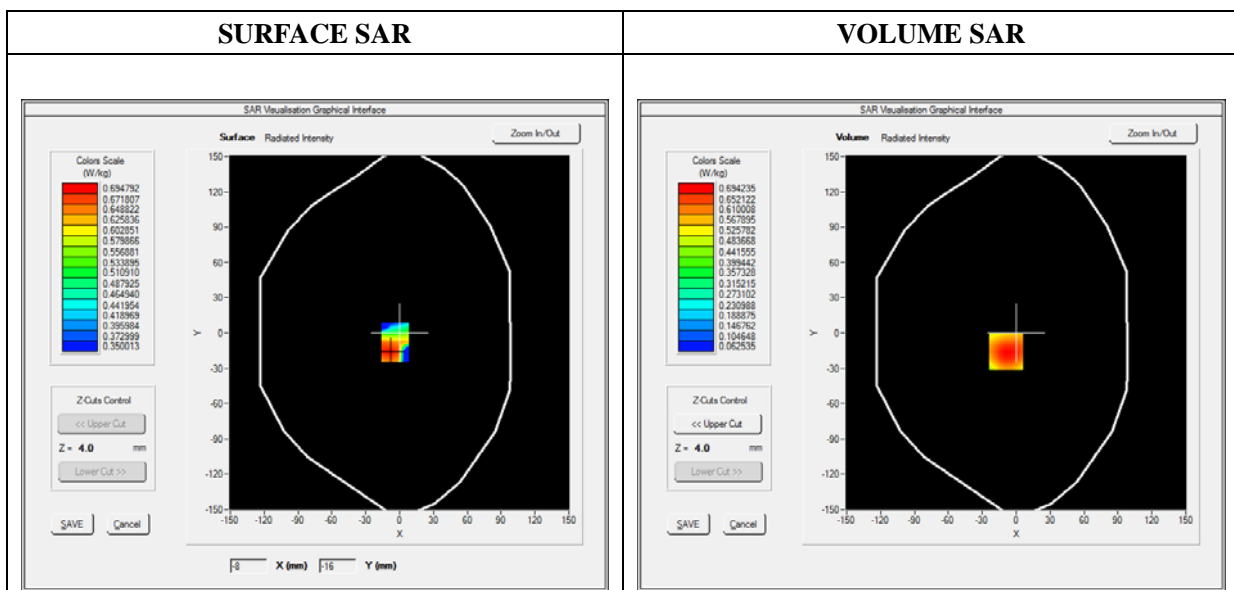 SURFACE SAR
VOLUME SAR
SAR Visualisation Graphical Interface
Surface Radiated Intensity
Zoom In/Out
Colors Scale
(W/kg)
0.694792
0.671807
0.648822
0.625836
0.602851
0.579866
0.556881
0.533895
0.510910
0.487925
0.464940
0.441954
0.418969
0.395984
0.372999
0.350013
Z-Cuts Control
<< Upper Cut
Z = 4.0 mm
Lower Cut >>
SAVE Cancel
150
120
90
60
30
0
-30
-60
-90
-120
-150
Y
-150 -120 -90 -60 -30 0 30 60 90 120 150
X
-8 X (mm) -16 Y (mm)
SAR Visualisation Graphical Interface
Volume Radiated Intensity
Zoom In/Out
Colors Scale
(W/kg)
0.694235
0.652122
0.610008
0.567895
0.525782
0.483668
0.441555
0.399442
0.357328
0.315215
0.273102
0.230988
0.188875
0.146762
0.104648
0.062535
Z-Cuts Control
<< Upper Cut
Z = 4.0 mm
Lower Cut >>
SAVE Cancel
150
120
90
60
30
0
-30
-60
-90
-120
-150
Y
-150 -120 -90 -60 -30 0 30 60 90 120 150
X